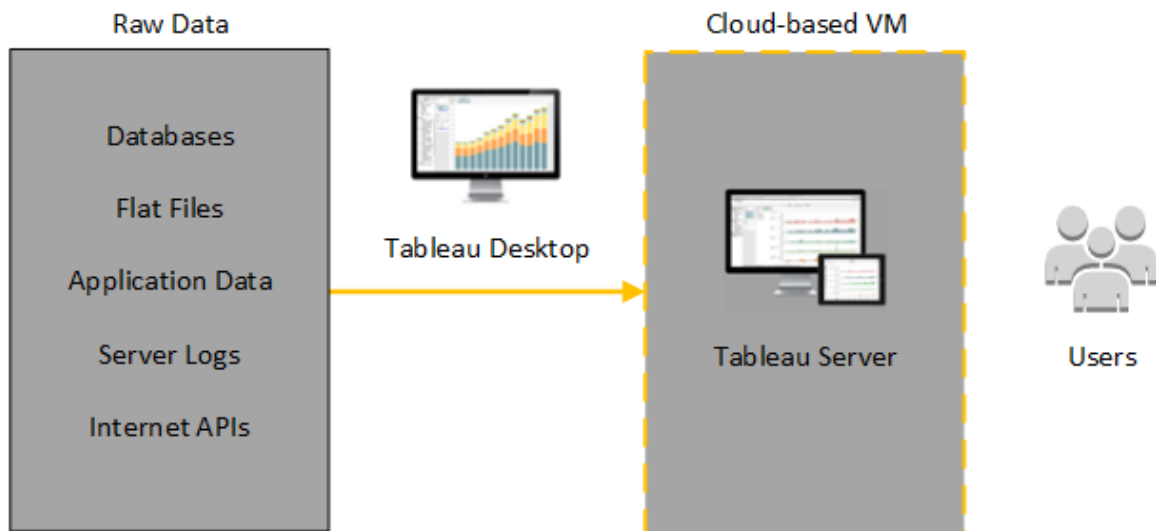 Raw Data
Databases
Flat Files
Application Data
Server Logs
Internet APIs
Tableau Desktop
Cloud-based VM
Tableau Server
Users